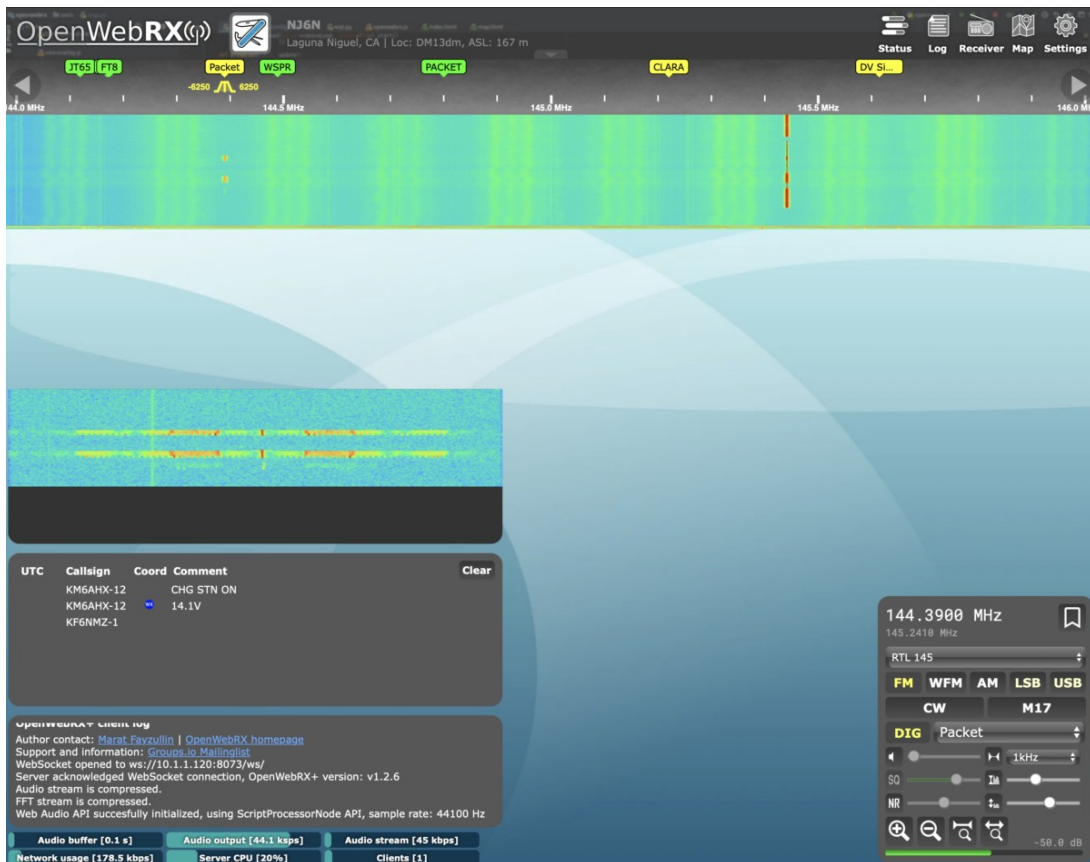 OpenWebRX
NJ6N
Laguna Niguel, CA | Loc: DM13dm, ASL: 167 m
Status Log Receiver Map Settings
JT65 FT8 Packet WSPR PACKET CLARA DV Si...
-6250 6250
144.0 MHz 144.5 MHz 145.0 MHz 145.5 MHz 146.0 M
UTC Callsign Coord Comment Clear
KM6AHX-12 CHG STN ON
KM6AHX-12 WX 14.1V
KF6NMZ-1
144.3900 MHz
145.2410 MHz
RTL 145
FM WFM AM LSB USB
CW M17
DIG Packet
1kHz
SQ
NR
-50.0 dB
OpenWebRX+ client log
Author contact: Marat Fayzullin | OpenWebRX homepage
Support and information: Groups.io Mailinglist
WebSocket opened to ws://10.1.1.120:8073/ws/
Server acknowledged WebSocket connection, OpenWebRX+ version: v1.2.6
Audio stream is compressed.
FFT stream is compressed.
Web Audio API succesfully initialized, using ScriptProcessorNode API, sample rate: 44100 Hz
Audio buffer [0.1 s] Audio output [44.1 ksps] Audio stream [45 kbps]
Network usage [178.5 kbps] Server CPU [20%] Clients [1]